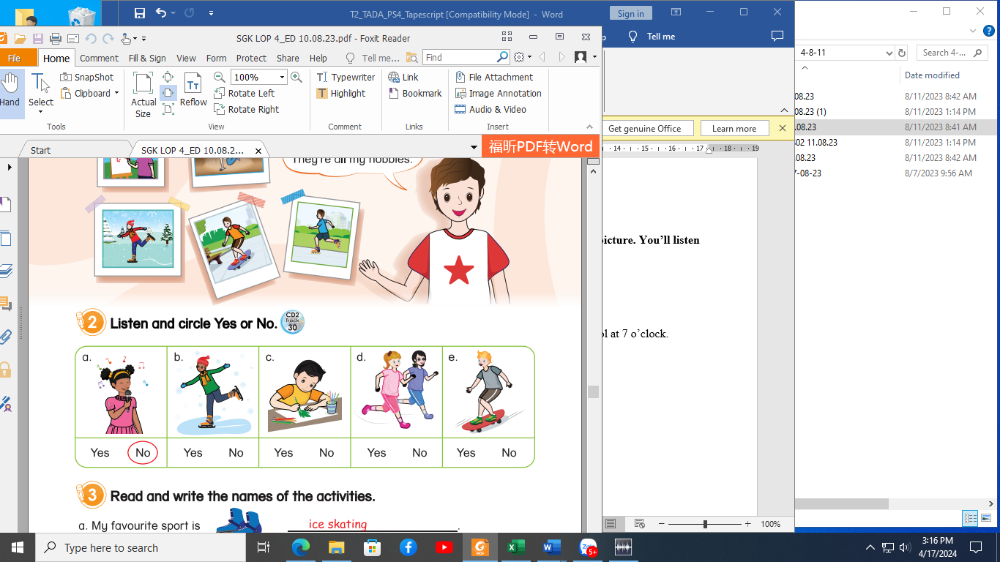 T2_TADA_PS4_Tapescript [Compatibility Mode] - Word
Sign in
Tell me
SGK LOP 4_ED 10.08.23.pdf - Foxit Reader
File
Home
Comment
Fill & Sign
View
Form
Protect
Share
Help
Tell me...
Find
Hand
Select
SnapShot
Clipboard
Actual Size
Reflow
100%
Rotate Left
Rotate Right
Typewriter
Highlight
Link
Bookmark
File Attachment
Image Annotation
Audio & Video
Tools
View
Comment
Links
Insert
Start
SGK LOP 4_ED 10.08.2...
福昕PDF转Word
Get genuine Office
Learn more
14 15 16 17 18 19
4-8-11
Search 4-...
Date modified
08.23 8/11/2023 8:42 AM
08.23 (1) 8/11/2023 1:14 PM
.08.23 8/11/2023 8:41 AM
02 11.08.23 8/11/2023 1:14 PM
.08.23 8/11/2023 8:42 AM
7-08-23 8/7/2023 9:56 AM
They're all my hobbies.
picture. You'll listen
ol at 7 o'clock.
2 Listen and circle Yes or No. CD2 Track 30
a. b. c. d. e.
Yes No Yes No Yes No Yes No Yes No
3 Read and write the names of the activities.
a. My favourite sport is ice skating.
100%
Type here to search
5+
3:16 PM
4/17/2024